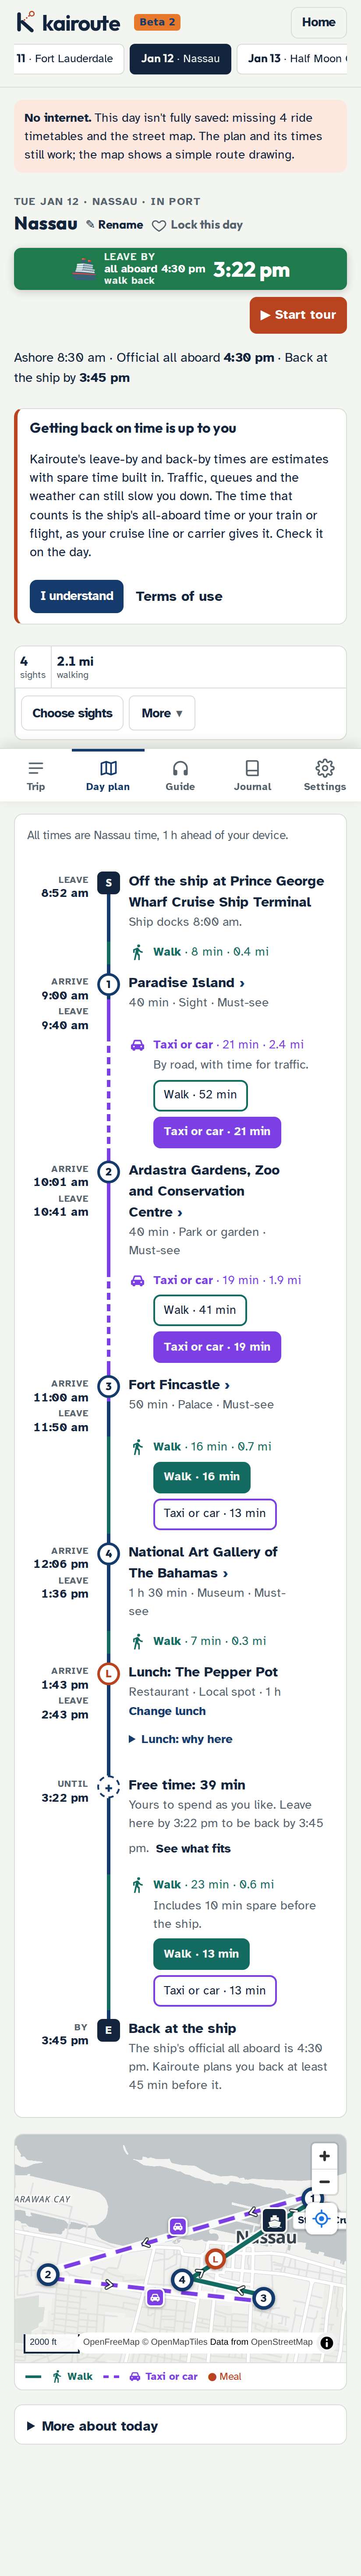 kairoute Beta 2 Home
11 · Fort Lauderdale Jan 12 · Nassau Jan 13 · Half Moon
No internet. This day isn't fully saved: missing 4 ride
timetables and the street map. The plan and its times
still work; the map shows a simple route drawing.
TUE JAN 12 · NASSAU · IN PORT
Nassau ✎ Rename Lock this day
LEAVE BY
all aboard 4:30 pm
walk back
3:22 pm
▶ Start tour
Ashore 8:30 am · Official all aboard 4:30 pm · Back at
the ship by 3:45 pm
Getting back on time is up to you
Kairoute's leave-by and back-by times are estimates
with spare time built in. Traffic, queues and the
weather can still slow you down. The time that
counts is the ship's all-aboard time or your train or
flight, as your cruise line or carrier gives it. Check it
on the day.
I understand Terms of use
4
sights
2.1 mi
walking
Choose sights More ▾
Trip Day plan Guide Journal Settings
All times are Nassau time, 1 h ahead of your device.
LEAVE
8:52 am
S
Off the ship at Prince George
Wharf Cruise Ship Terminal
Ship docks 8:00 am.
Walk · 8 min · 0.4 mi
ARRIVE
9:00 am
LEAVE
9:40 am
1
Paradise Island ›
40 min · Sight · Must-see
Taxi or car · 21 min · 2.4 mi
By road, with time for traffic.
Walk · 52 min
Taxi or car · 21 min
ARRIVE
10:01 am
LEAVE
10:41 am
2
Ardastra Gardens, Zoo
and Conservation
Centre ›
40 min · Park or garden ·
Must-see
Taxi or car · 19 min · 1.9 mi
Walk · 41 min
Taxi or car · 19 min
ARRIVE
11:00 am
LEAVE
11:50 am
3
Fort Fincastle ›
50 min · Palace · Must-see
Walk · 16 min · 0.7 mi
Walk · 16 min
Taxi or car · 13 min
ARRIVE
12:06 pm
LEAVE
1:36 pm
4
National Art Gallery of
The Bahamas ›
1 h 30 min · Museum · Must-
see
Walk · 7 min · 0.3 mi
ARRIVE
1:43 pm
LEAVE
2:43 pm
L
Lunch: The Pepper Pot
Restaurant · Local spot · 1 h
Change lunch
▶ Lunch: why here
UNTIL
3:22 pm
+
Free time: 39 min
Yours to spend as you like. Leave
here by 3:22 pm to be back by 3:45
pm. See what fits
Walk · 23 min · 0.6 mi
Includes 10 min spare before
the ship.
Walk · 13 min
Taxi or car · 13 min
BY
3:45 pm
E
Back at the ship
The ship's official all aboard is 4:30
pm. Kairoute plans you back at least
45 min before it.
+
−
ARAWAK CAY
1
Nassau
L
2
4
3
2000 ft
OpenFreeMap © OpenMapTiles Data from OpenStreetMap
Walk Taxi or car Meal
▶ More about today